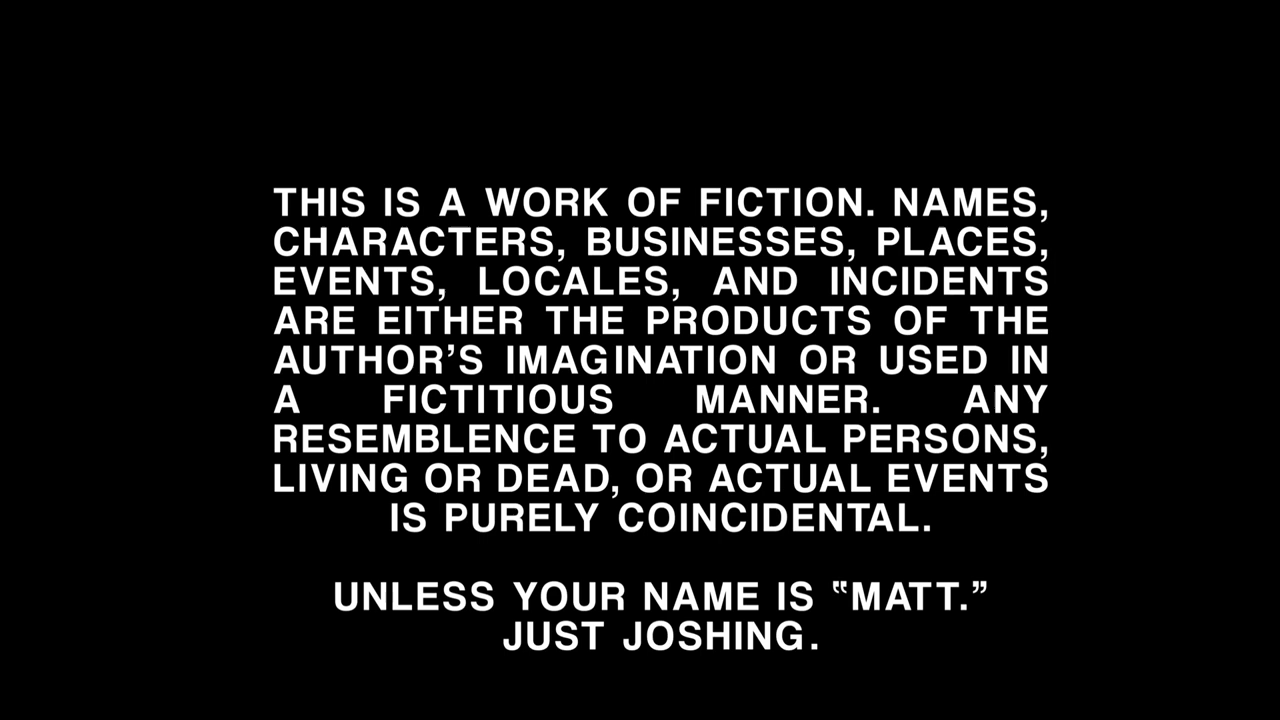 THIS IS A WORK OF FICTION. NAMES,
CHARACTERS, BUSINESSES, PLACES,
EVENTS, LOCALES, AND INCIDENTS
ARE EITHER THE PRODUCTS OF THE
AUTHOR’S IMAGINATION OR USED IN
A FICTITIOUS MANNER. ANY
RESEMBLENCE TO ACTUAL PERSONS,
LIVING OR DEAD, OR ACTUAL EVENTS
IS PURELY COINCIDENTAL.
UNLESS YOUR NAME IS “MATT.”
JUST JOSHING.